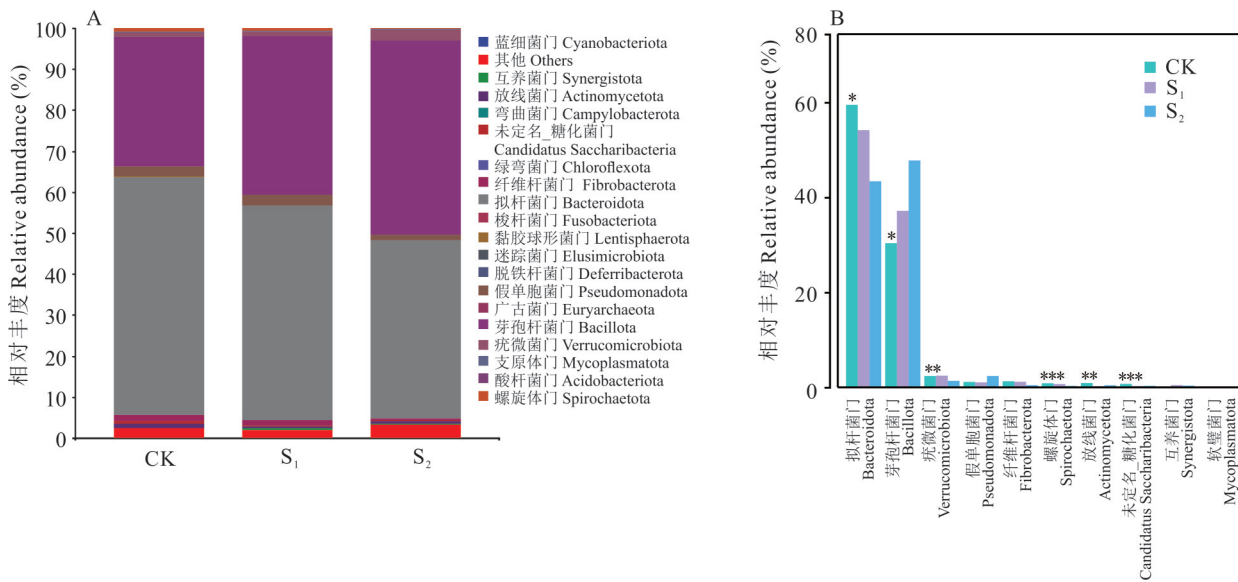 A
相对丰度 Relative abundance (%)
100
90
80
70
60
50
40
30
20
10
0
CK
S₁
S₂
蓝细菌门 Cyanobacteriota
其他 Others
互养菌门 Synergistota
放线菌门 Actinomycetota
弯曲菌门 Campylobacterota
未定名_糖化菌门
Candidatus Saccharibacteria
绿弯菌门 Chloroflexota
纤维杆菌门 Fibrobacterota
拟杆菌门 Bacteroidota
梭杆菌门 Fusobacteriota
黏胶球形菌门 Lentisphaerota
迷踪菌门 Elusimicrobiota
脱铁杆菌门 Deferribacterota
假单胞菌门 Pseudomonadota
广古菌门 Euryarchaeota
芽孢杆菌门 Bacillota
疣微菌门 Verrucomicrobiota
支原体门 Mycoplasmatota
酸杆菌门 Acidobacteriota
螺旋体门 Spirochaetota
B
相对丰度 Relative abundance (%)
80
60
40
20
0
CK
S₁
S₂
*
*
**
***
**
***
拟杆菌门
Bacteroidota
芽孢杆菌门
Bacillota
疣微菌门
Verrucomicrobiota
假单胞菌门
Pseudomonadota
纤维杆菌门
Fibrobacterota
螺旋体门
Spirochaetota
放线菌门
Actinomycetota
未定名_糖化菌门
Candidatus Saccharibacteria
互养菌门
Synergistota
软壁菌门
Mycoplasmatota